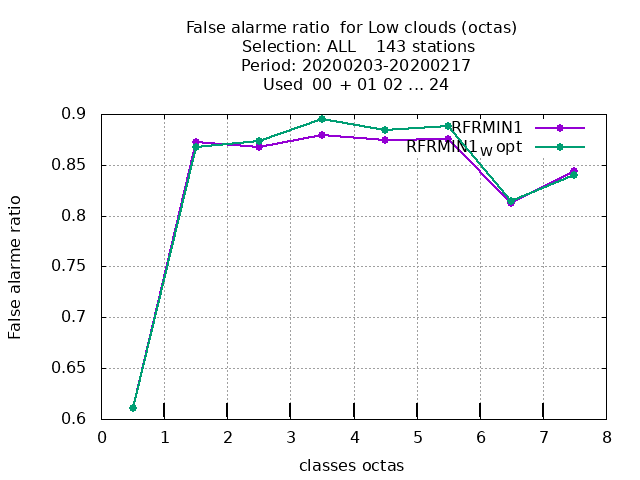 False alarme ratio  for Low clouds (octas)
Selection: ALL    143 stations
Period: 20200203-20200217
Used  00 + 01 02 ... 24
RFRMIN1
RFRMIN1w opt
False alarme ratio
0.9
0.85
0.8
0.75
0.7
0.65
0.6
0 1 2 3 4 5 6 7 8
classes octas